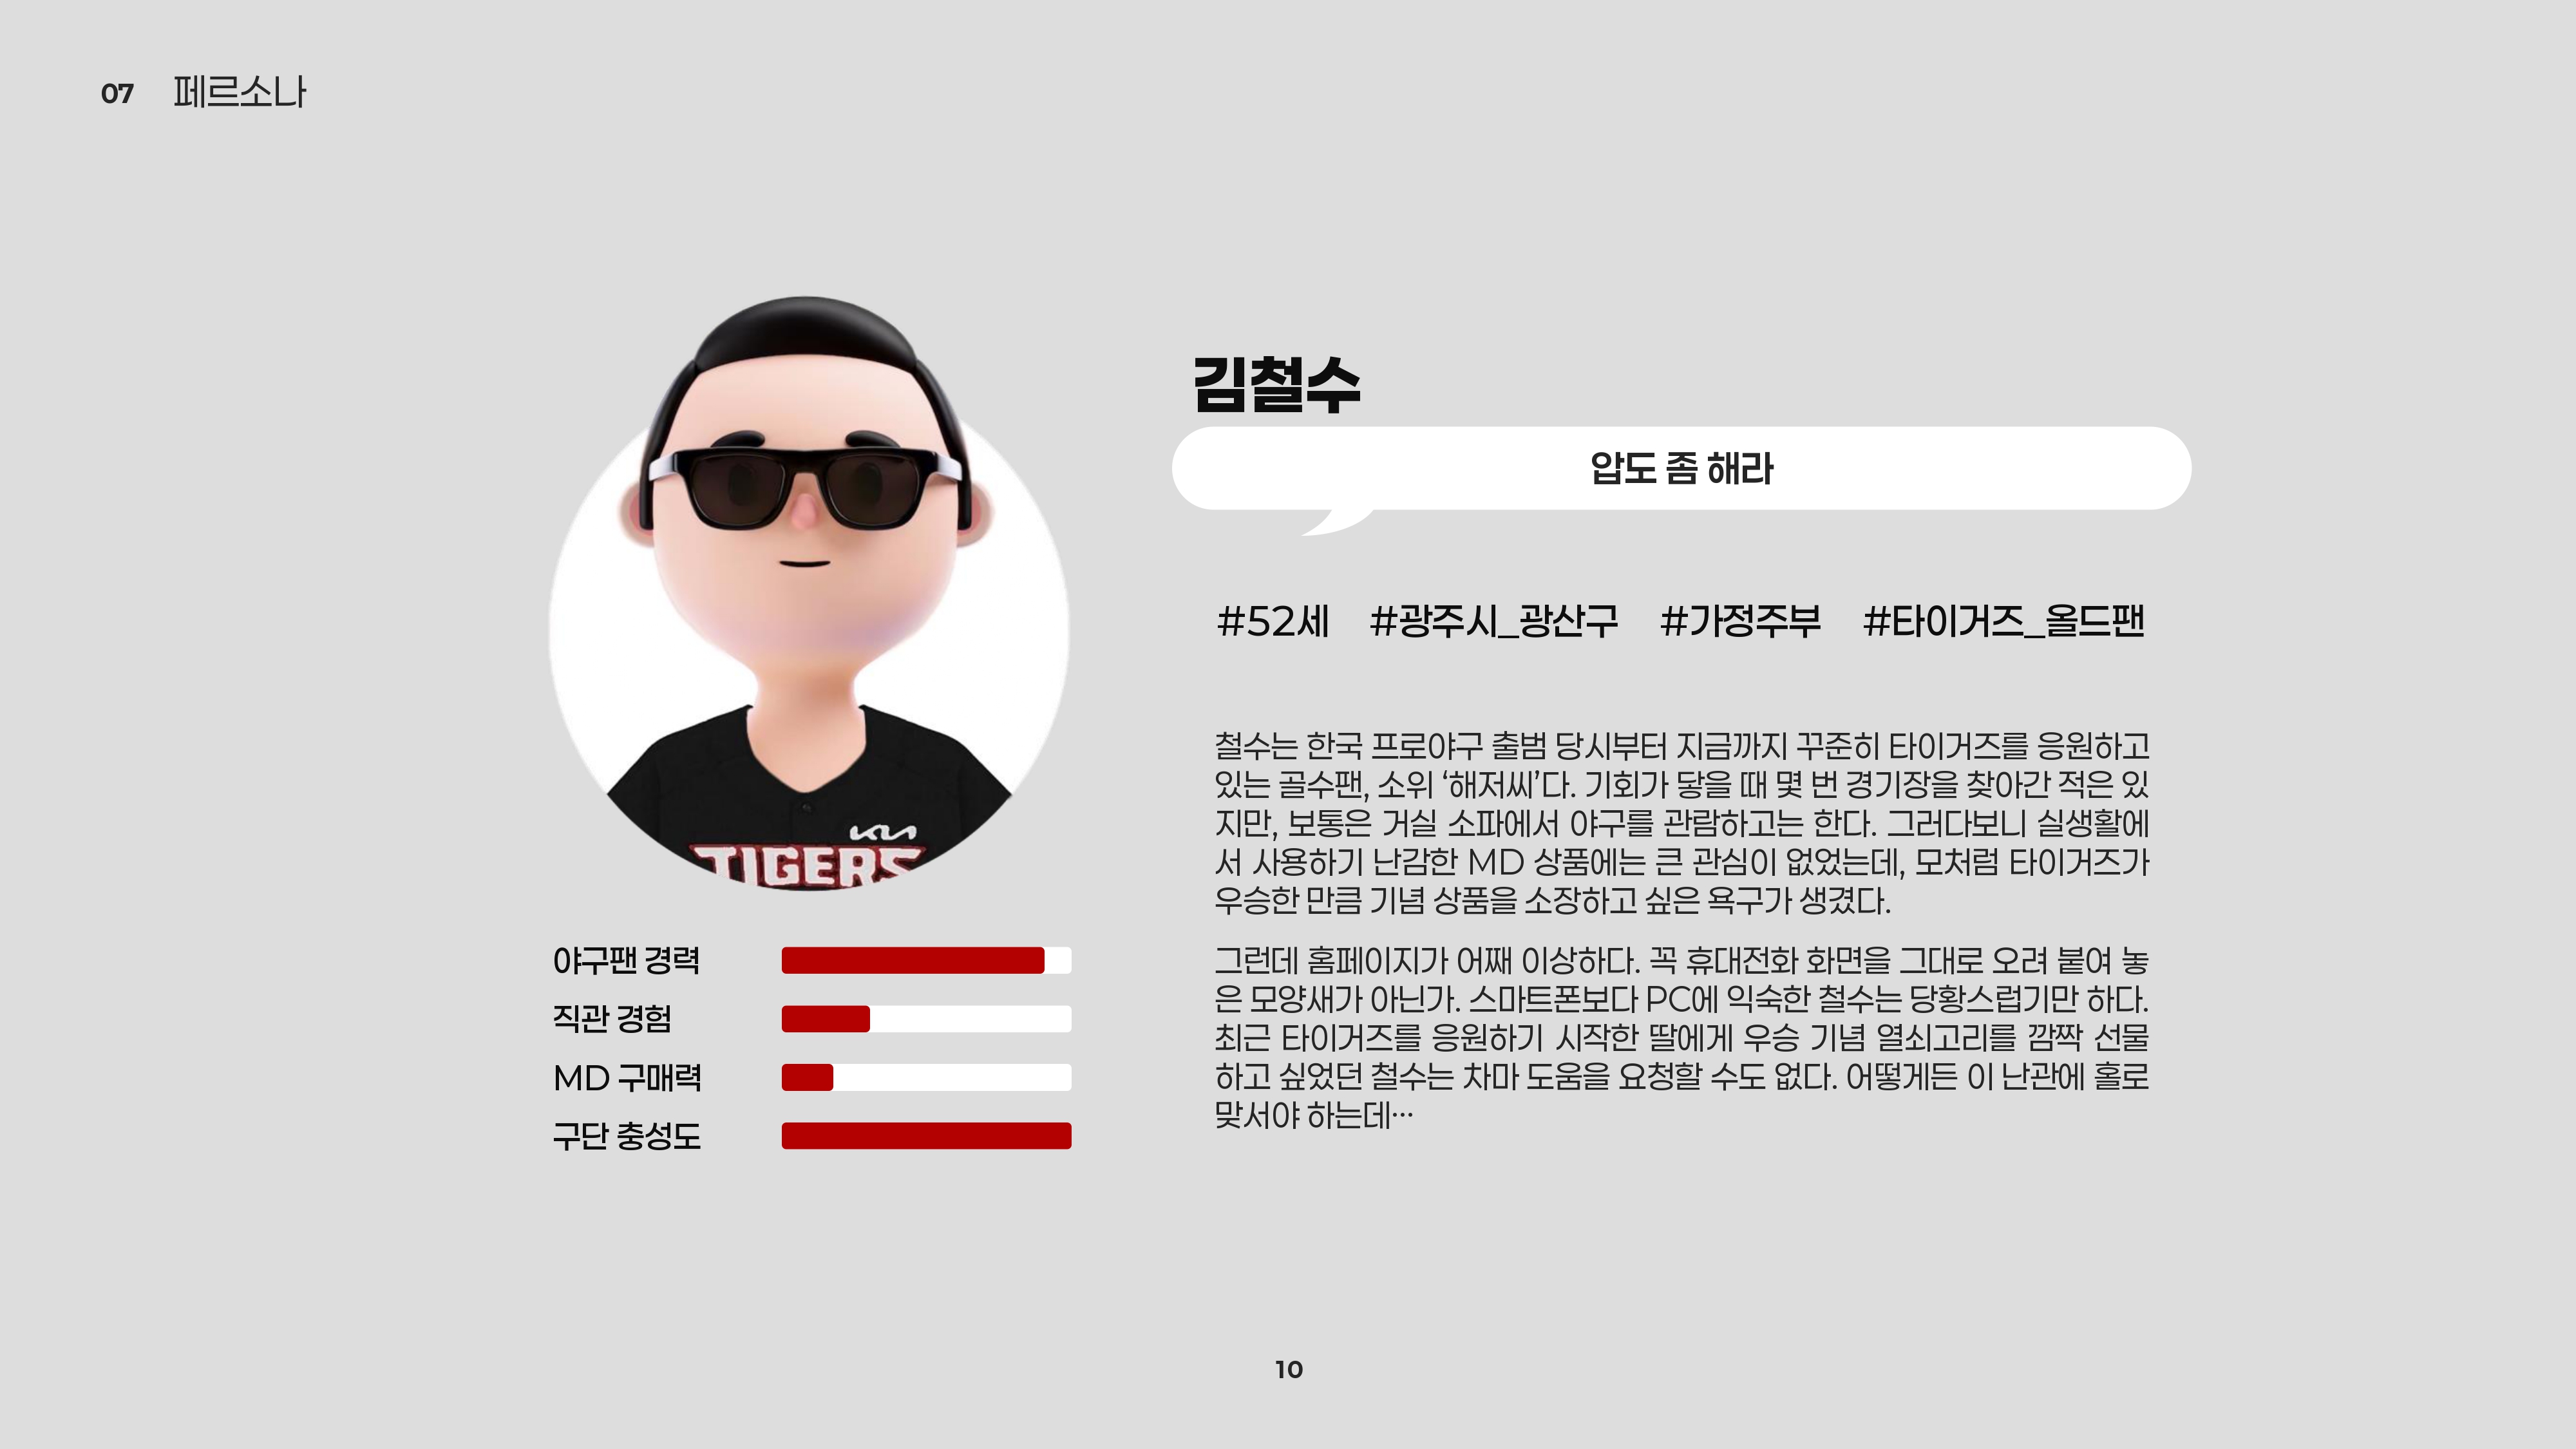 07 페르소나
김철수
압도 좀 해라
#52세 #광주시_광산구 #가정주부 #타이거즈_올드팬
철수는 한국 프로야구 출범 당시부터 지금까지 꾸준히 타이거즈를 응원하고
있는 골수팬, 소위 ‘해저씨’다. 기회가 닿을 때 몇 번 경기장을 찾아간 적은 있
지만, 보통은 거실 소파에서 야구를 관람하고는 한다. 그러다보니 실생활에
서 사용하기 난감한 MD 상품에는 큰 관심이 없었는데, 모처럼 타이거즈가
우승한 만큼 기념 상품을 소장하고 싶은 욕구가 생겼다.
그런데 홈페이지가 어째 이상하다. 꼭 휴대전화 화면을 그대로 오려 붙여 놓
은 모양새가 아닌가. 스마트폰보다 PC에 익숙한 철수는 당황스럽기만 하다.
최근 타이거즈를 응원하기 시작한 딸에게 우승 기념 열쇠고리를 깜짝 선물
하고 싶었던 철수는 차마 도움을 요청할 수도 없다. 어떻게든 이 난관에 홀로
맞서야 하는데…
KIA
TIGERS
야구팬 경력
직관 경험
MD 구매력
구단 충성도
10